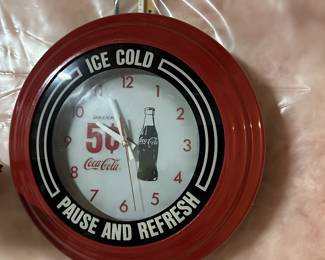 ICE COLD
DRINK
5¢
Coca-Cola
Coca-Cola
12
1
2
3
4
5
6
7
8
9
10
11
PAUSE AND REFRESH